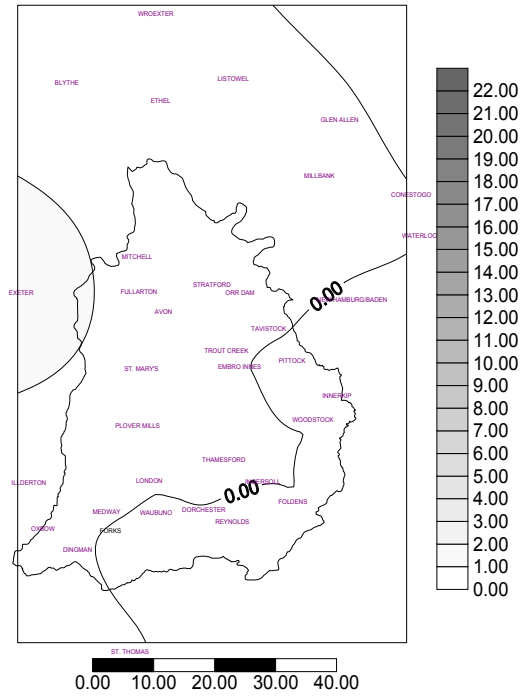 WROEXTER
BLYTHE
LISTOWEL
ETHEL
GLEN ALLEN
MILLBANK
CONESTOGO
WATERLOO
MITCHELL
EXETER
FULLARTON
STRATFORD
ORR DAM
0.00
NEW HAMBURG/BADEN
AVON
TAVISTOCK
TROUT CREEK
PITTOCK
ST. MARY'S
EMBRO INNES
INNERKIP
PLOVER MILLS
WOODSTOCK
THAMESFORD
ILLDERTON
LONDON
INGERSOLL
0.00
FOLDENS
MEDWAY
WAUBUNO
DORCHESTER
REYNOLDS
OXBOW
FORKS
DINGMAN
ST. THOMAS
0.00 10.00 20.00 30.00 40.00
22.00
21.00
20.00
19.00
18.00
17.00
16.00
15.00
14.00
13.00
12.00
11.00
10.00
9.00
8.00
7.00
6.00
5.00
4.00
3.00
2.00
1.00
0.00